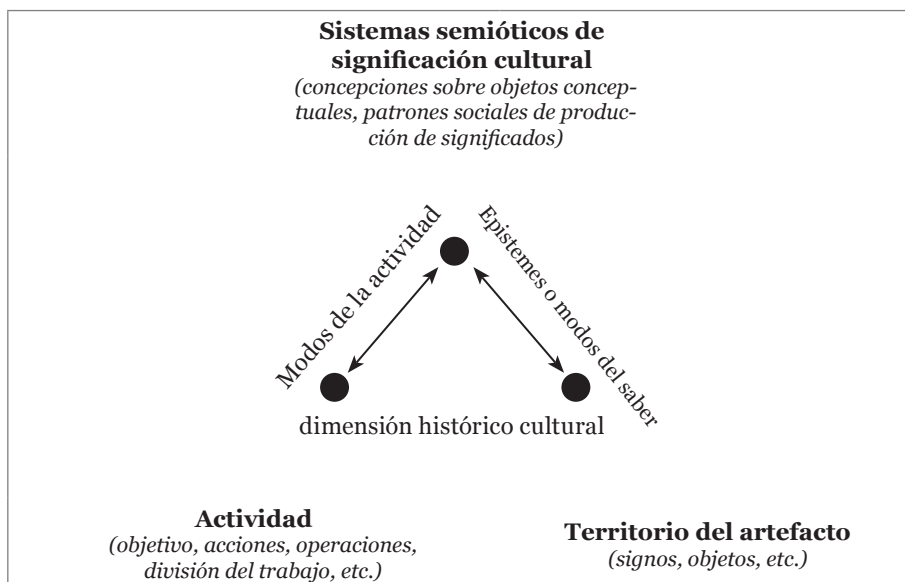 Sistemas semióticos de
significación cultural
(concepciones sobre objetos concep-
tuales, patrones sociales de produc-
ción de significados)
Modos de la actividad
Epistemes o modos del saber
dimensión histórico cultural
Actividad
(objetivo, acciones, operaciones,
división del trabajo, etc.)
Territorio del artefacto
(signos, objetos, etc.)